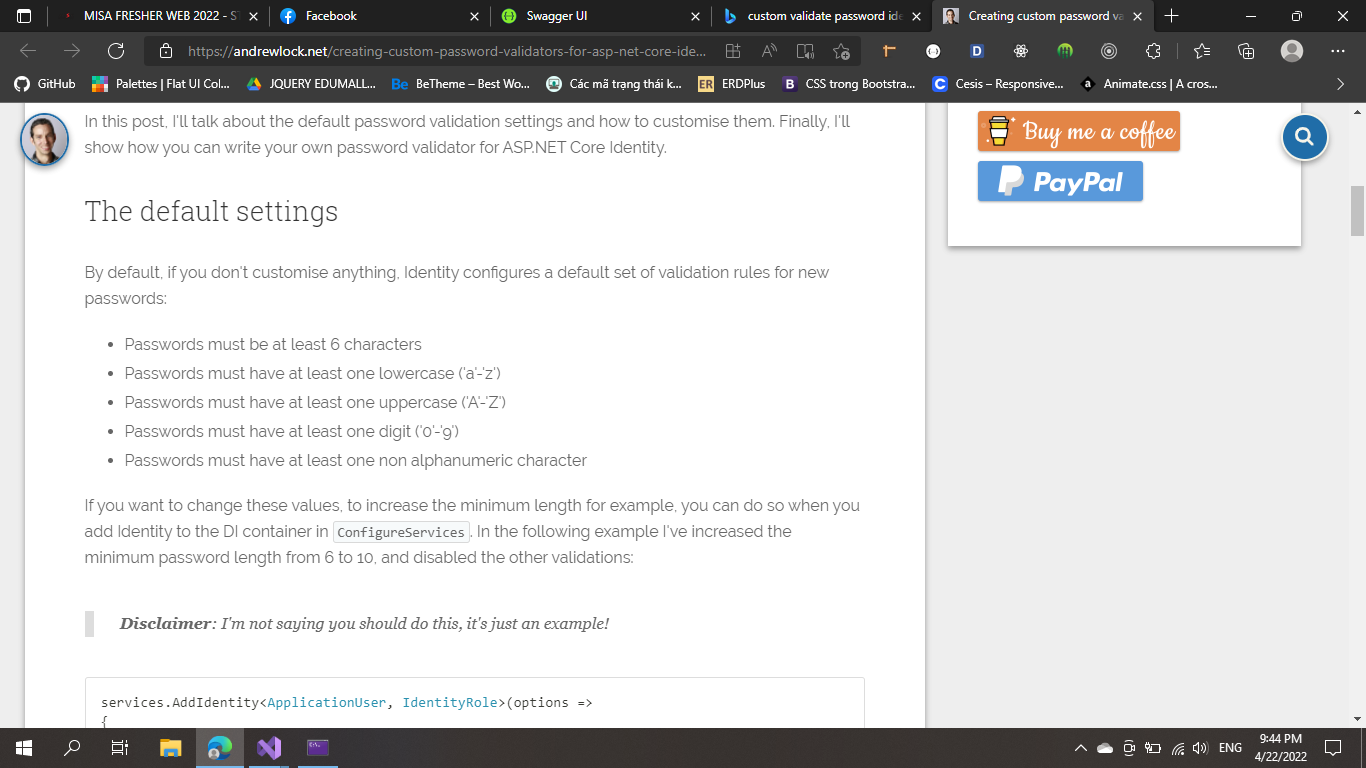 MISA FRESHER WEB 2022 - ST
Facebook
Swagger UI
custom validate password ide
Creating custom password va
https://andrewlock.net/creating-custom-password-validators-for-asp-net-core-ide...
GitHub
Palettes | Flat UI Col...
JQUERY EDUMALL...
Be
BeTheme – Best Wo...
Các mã trạng thái k...
ER
ERDPlus
B
CSS trong Bootstra...
C
Cesis – Responsive...
a
Animate.css | A cros...
In this post, I'll talk about the default password validation settings and how to customise them. Finally, I'll
show how you can write your own password validator for ASP.NET Core Identity.
Buy me a coffee
PayPal
The default settings
By default, if you don't customise anything, Identity configures a default set of validation rules for new
passwords:
• Passwords must be at least 6 characters
• Passwords must have at least one lowercase ('a'-'z')
• Passwords must have at least one uppercase ('A'-'Z')
• Passwords must have at least one digit ('0'-'9')
• Passwords must have at least one non alphanumeric character
If you want to change these values, to increase the minimum length for example, you can do so when you
add Identity to the DI container in ConfigureServices. In the following example I've increased the
minimum password length from 6 to 10, and disabled the other validations:
Disclaimer: I'm not saying you should do this, it's just an example!
services.AddIdentity<ApplicationUser, IdentityRole>(options =>
{
ENG
9:44 PM
4/22/2022